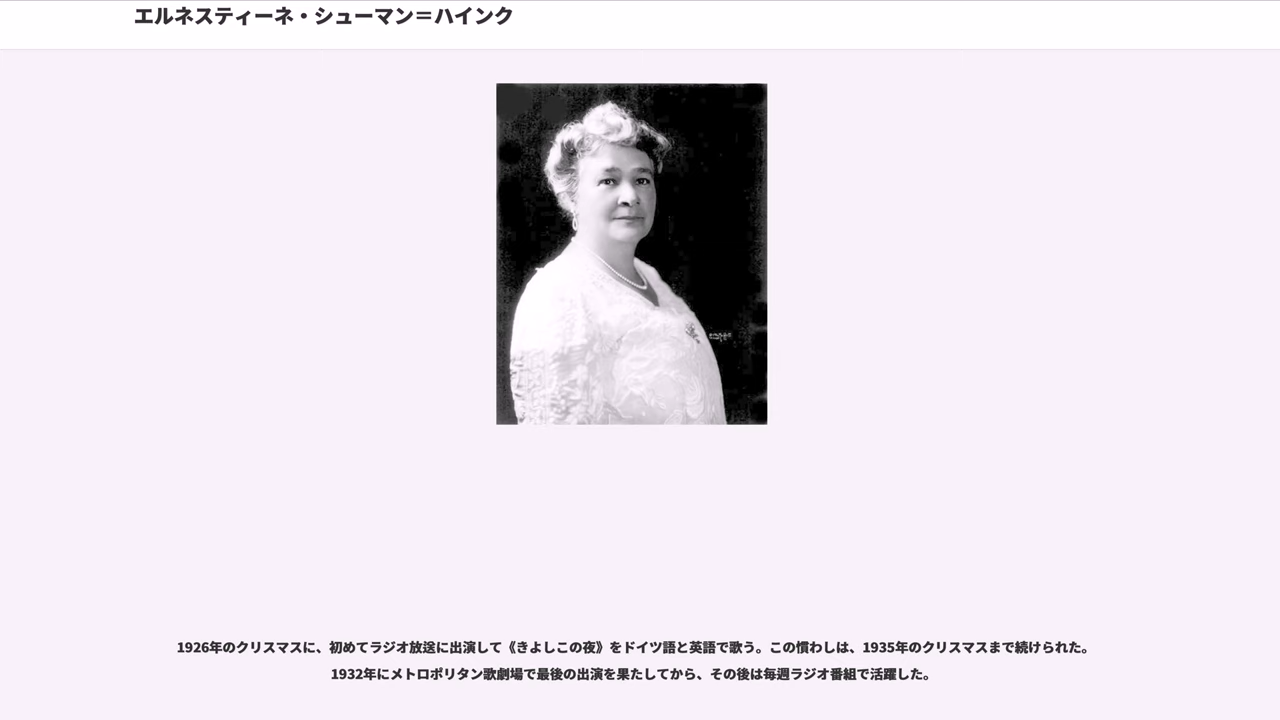 エルネスティーネ・シューマン＝ハインク
1926年のクリスマスに、初めてラジオ放送に出演して《きよしこの夜》をドイツ語と英語で歌う。この慣わしは、1935年のクリスマスまで続けられた。
1932年にメトロポリタン歌劇場で最後の出演を果たしてから、その後は毎週ラジオ番組で活躍した。